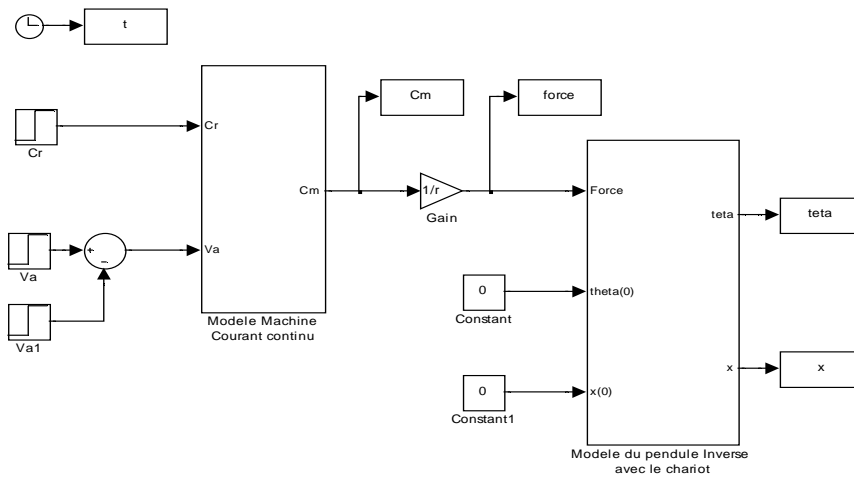 t
Cr
Cr
Va
Va
Va1
+
−
Cm
Modele Machine
Courant continu
Cm
1/r
Gain
force
0
Constant
0
Constant1
Force
theta(0)
x(0)
teta
x
Modele du pendule Inverse
avec le chariot
teta
x